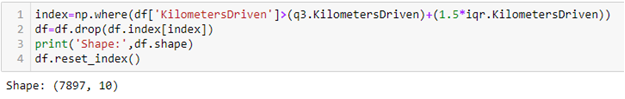 1 index=np.where(df['KilometersDriven']>(q3.KilometersDriven)+(1.5*iqr.KilometersDriven))
2 df=df.drop(df.index[index])
3 print('Shape:',df.shape)
4 df.reset_index()
Shape: (7897, 10)